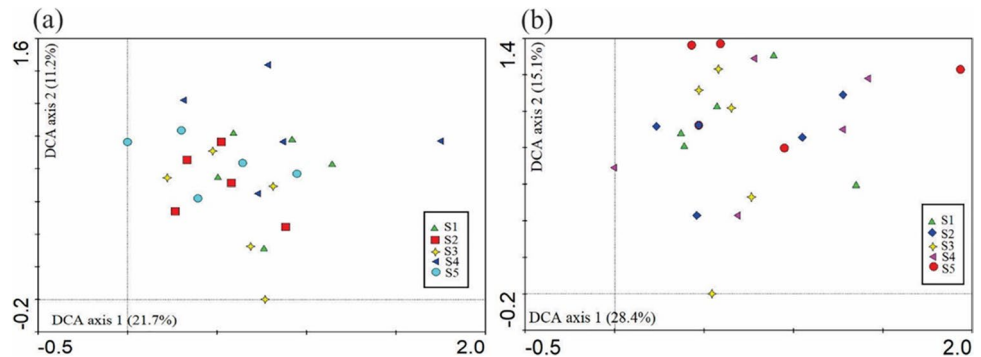 (a)
1.6
DCA axis 2 (11.2%)
S1
S2
S3
S4
S5
-0.2
DCA axis 1 (21.7%)
-0.5
2.0
(b)
1.4
DCA axis 2 (15.1%)
S1
S2
S3
S4
S5
-0.2
DCA axis 1 (28.4%)
-0.5
2.0